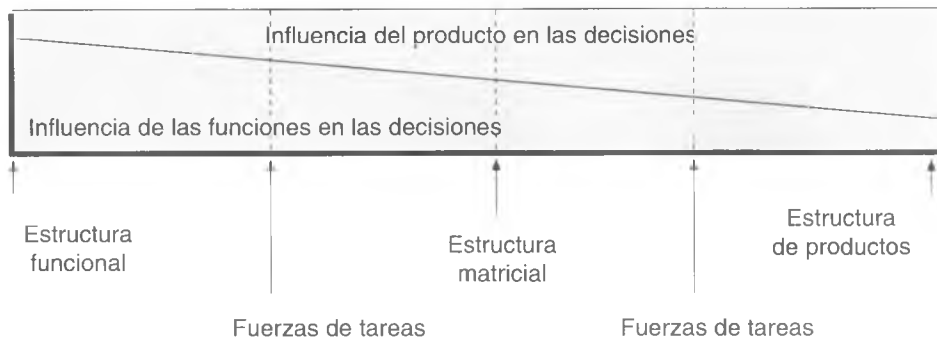 Influencia del producto en las decisiones
Influencia de las funciones en las decisiones
Estructura
funcional
Estructura
matricial
Estructura
de productos
Fuerzas de tareas
Fuerzas de tareas